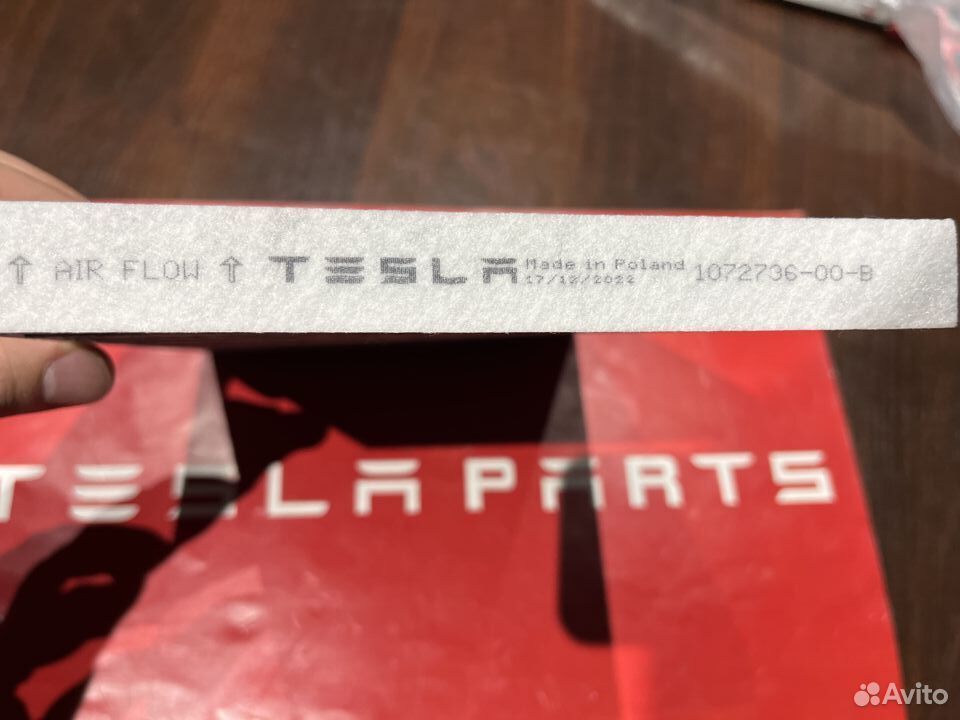 ⇧ AIR FLOW ⇧ TESLA Made in Poland 1072736-00-B
17/12/2022
TESLA PARTS
Avito